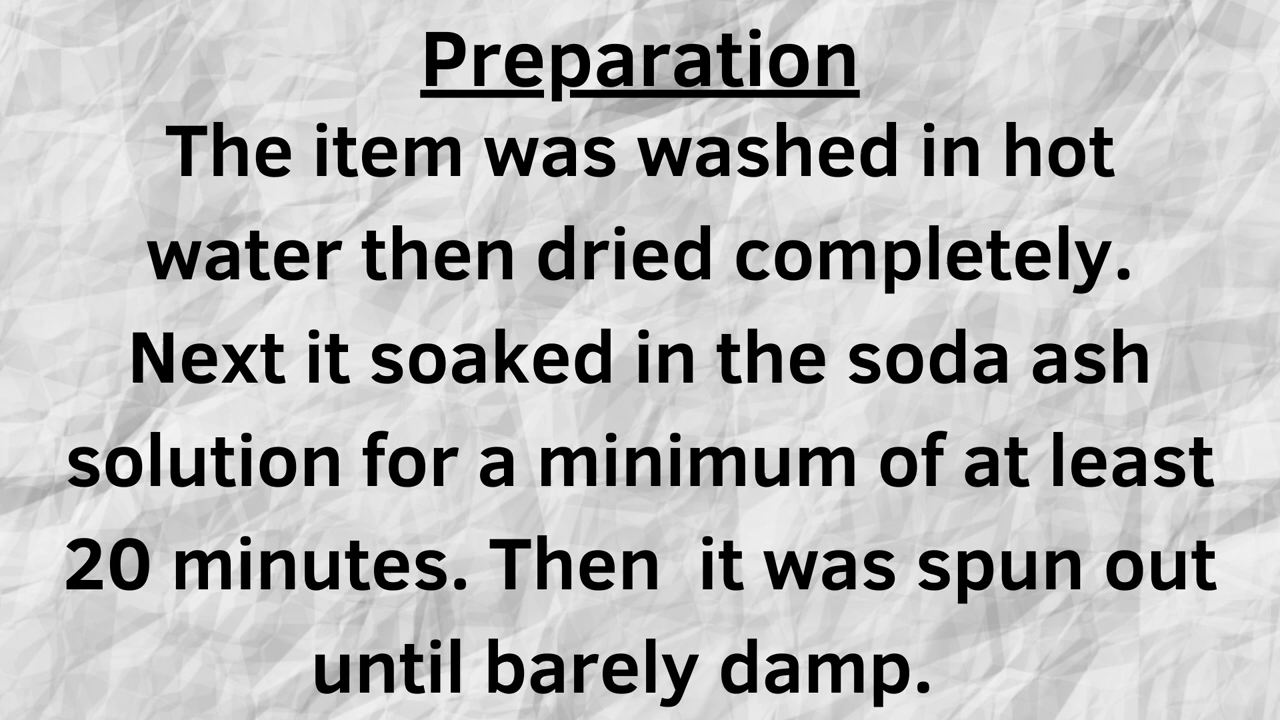 Preparation
The item was washed in hot
water then dried completely.
Next it soaked in the soda ash
solution for a minimum of at least
20 minutes. Then  it was spun out
until barely damp.